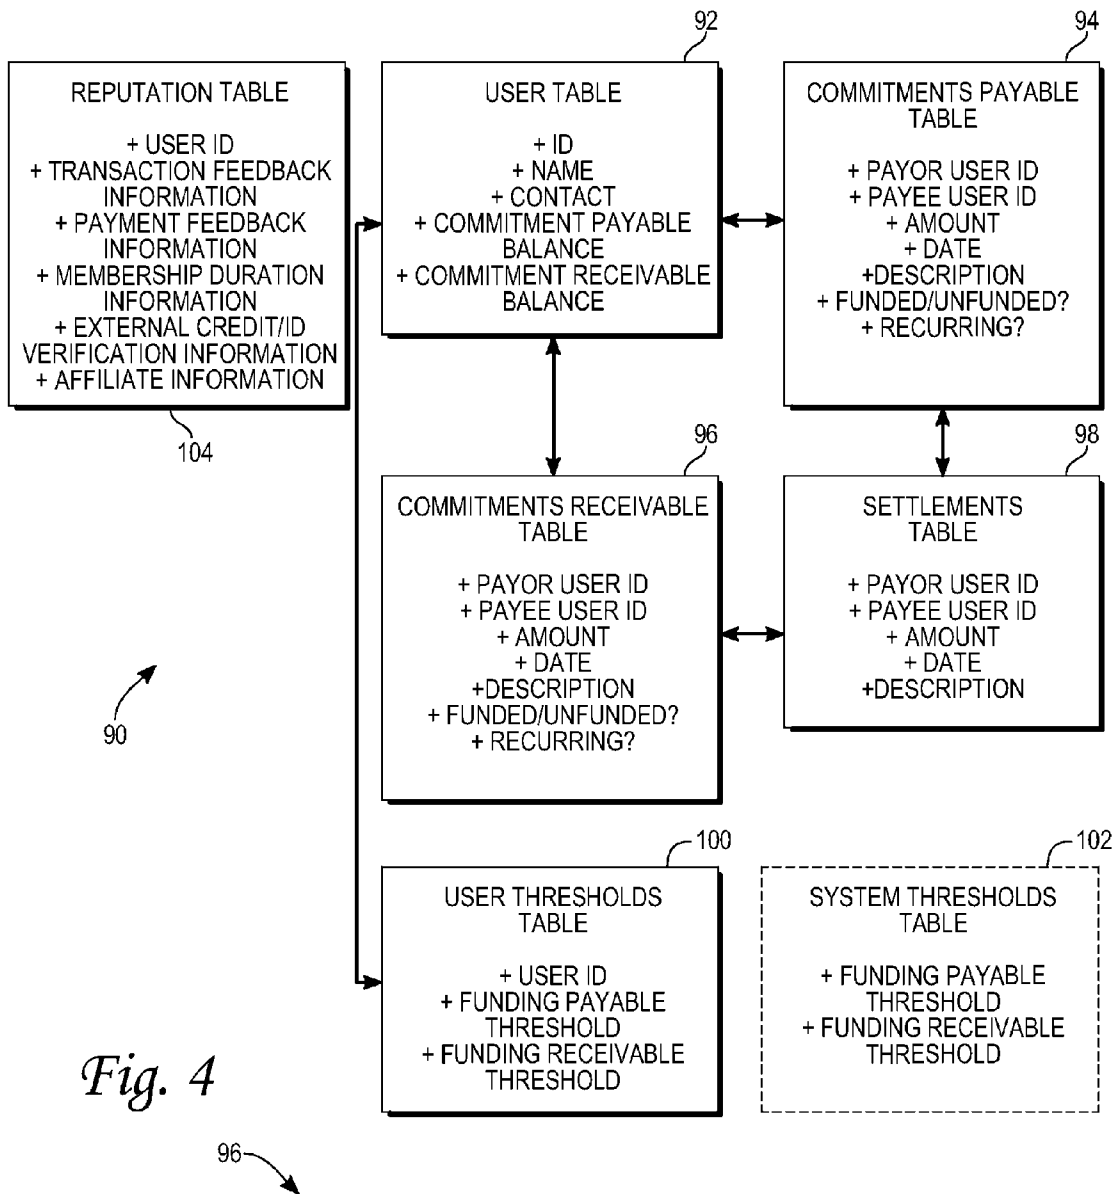 92
94
REPUTATION TABLE
+ USER ID
+ TRANSACTION FEEDBACK
INFORMATION
+ PAYMENT FEEDBACK
INFORMATION
+ MEMBERSHIP DURATION
INFORMATION
+ EXTERNAL CREDIT/ID
VERIFICATION INFORMATION
+ AFFILIATE INFORMATION
104
USER TABLE
+ ID
+ NAME
+ CONTACT
+ COMMITMENT PAYABLE
BALANCE
+ COMMITMENT RECEIVABLE
BALANCE
COMMITMENTS PAYABLE
TABLE
+ PAYOR USER ID
+ PAYEE USER ID
+ AMOUNT
+ DATE
+DESCRIPTION
+ FUNDED/UNFUNDED?
+ RECURRING?
96
98
COMMITMENTS RECEIVABLE
TABLE
+ PAYOR USER ID
+ PAYEE USER ID
+ AMOUNT
+ DATE
+DESCRIPTION
+ FUNDED/UNFUNDED?
+ RECURRING?
SETTLEMENTS
TABLE
+ PAYOR USER ID
+ PAYEE USER ID
+ AMOUNT
+ DATE
+DESCRIPTION
90
100
102
USER THRESHOLDS
TABLE
+ USER ID
+ FUNDING PAYABLE
THRESHOLD
+ FUNDING RECEIVABLE
THRESHOLD
SYSTEM THRESHOLDS
TABLE
+ FUNDING PAYABLE
THRESHOLD
+ FUNDING RECEIVABLE
THRESHOLD
Fig. 4
96